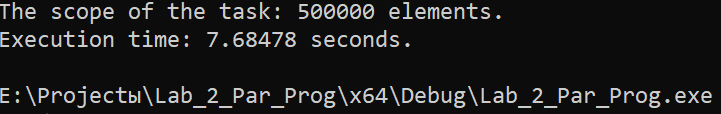 The scope of the task: 500000 elements.
Execution time: 7.68478 seconds.
E:\Projectы\Lab_2_Par_Prog\x64\Debug\Lab_2_Par_Prog.exe